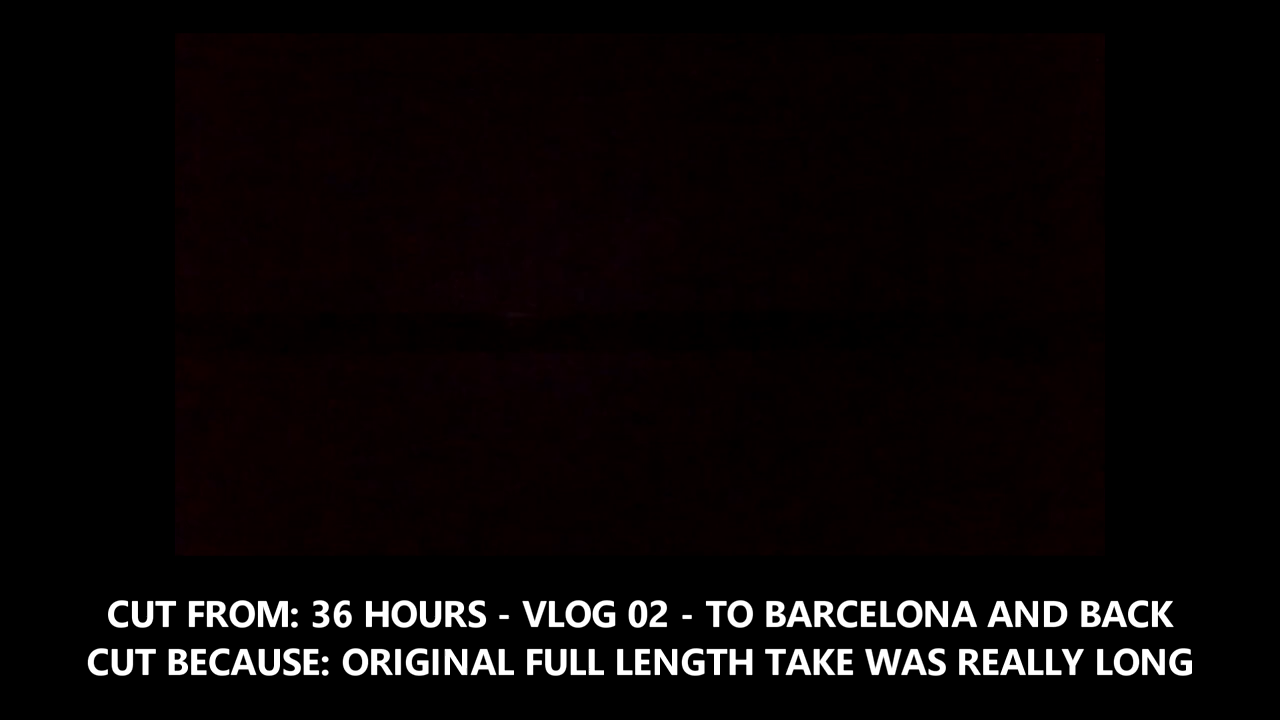 CUT FROM: 36 HOURS - VLOG 02 - TO BARCELONA AND BACK
CUT BECAUSE: ORIGINAL FULL LENGTH TAKE WAS REALLY LONG